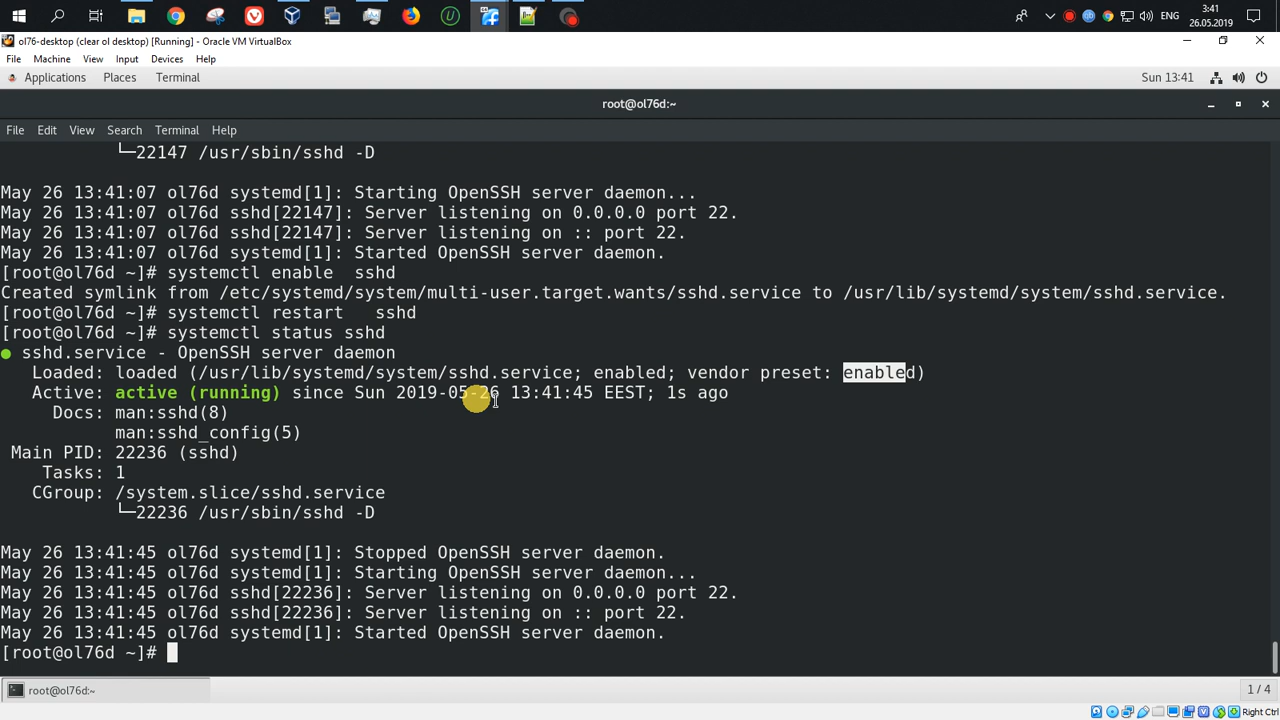 3:41
ENG
26.05.2019
ol76-desktop (clear ol desktop) [Running] - Oracle VM VirtualBox
File Machine View Input Devices Help
Applications Places Terminal Sun 13:41
root@ol76d:~
File Edit View Search Terminal Help
└─22147 /usr/sbin/sshd -D
May 26 13:41:07 ol76d systemd[1]: Starting OpenSSH server daemon...
May 26 13:41:07 ol76d sshd[22147]: Server listening on 0.0.0.0 port 22.
May 26 13:41:07 ol76d sshd[22147]: Server listening on :: port 22.
May 26 13:41:07 ol76d systemd[1]: Started OpenSSH server daemon.
[root@ol76d ~]# systemctl enable  sshd
Created symlink from /etc/systemd/system/multi-user.target.wants/sshd.service to /usr/lib/systemd/system/sshd.service.
[root@ol76d ~]# systemctl restart   sshd
[root@ol76d ~]# systemctl status sshd
● sshd.service - OpenSSH server daemon
Loaded: loaded (/usr/lib/systemd/system/sshd.service; enabled; vendor preset: enabled)
Active: active (running) since Sun 2019-05-26 13:41:45 EEST; 1s ago
Docs: man:sshd(8)
man:sshd_config(5)
Main PID: 22236 (sshd)
Tasks: 1
CGroup: /system.slice/sshd.service
└─22236 /usr/sbin/sshd -D
May 26 13:41:45 ol76d systemd[1]: Stopped OpenSSH server daemon.
May 26 13:41:45 ol76d systemd[1]: Starting OpenSSH server daemon...
May 26 13:41:45 ol76d sshd[22236]: Server listening on 0.0.0.0 port 22.
May 26 13:41:45 ol76d sshd[22236]: Server listening on :: port 22.
May 26 13:41:45 ol76d systemd[1]: Started OpenSSH server daemon.
[root@ol76d ~]#
root@ol76d:~ 1 / 4
Right Ctrl